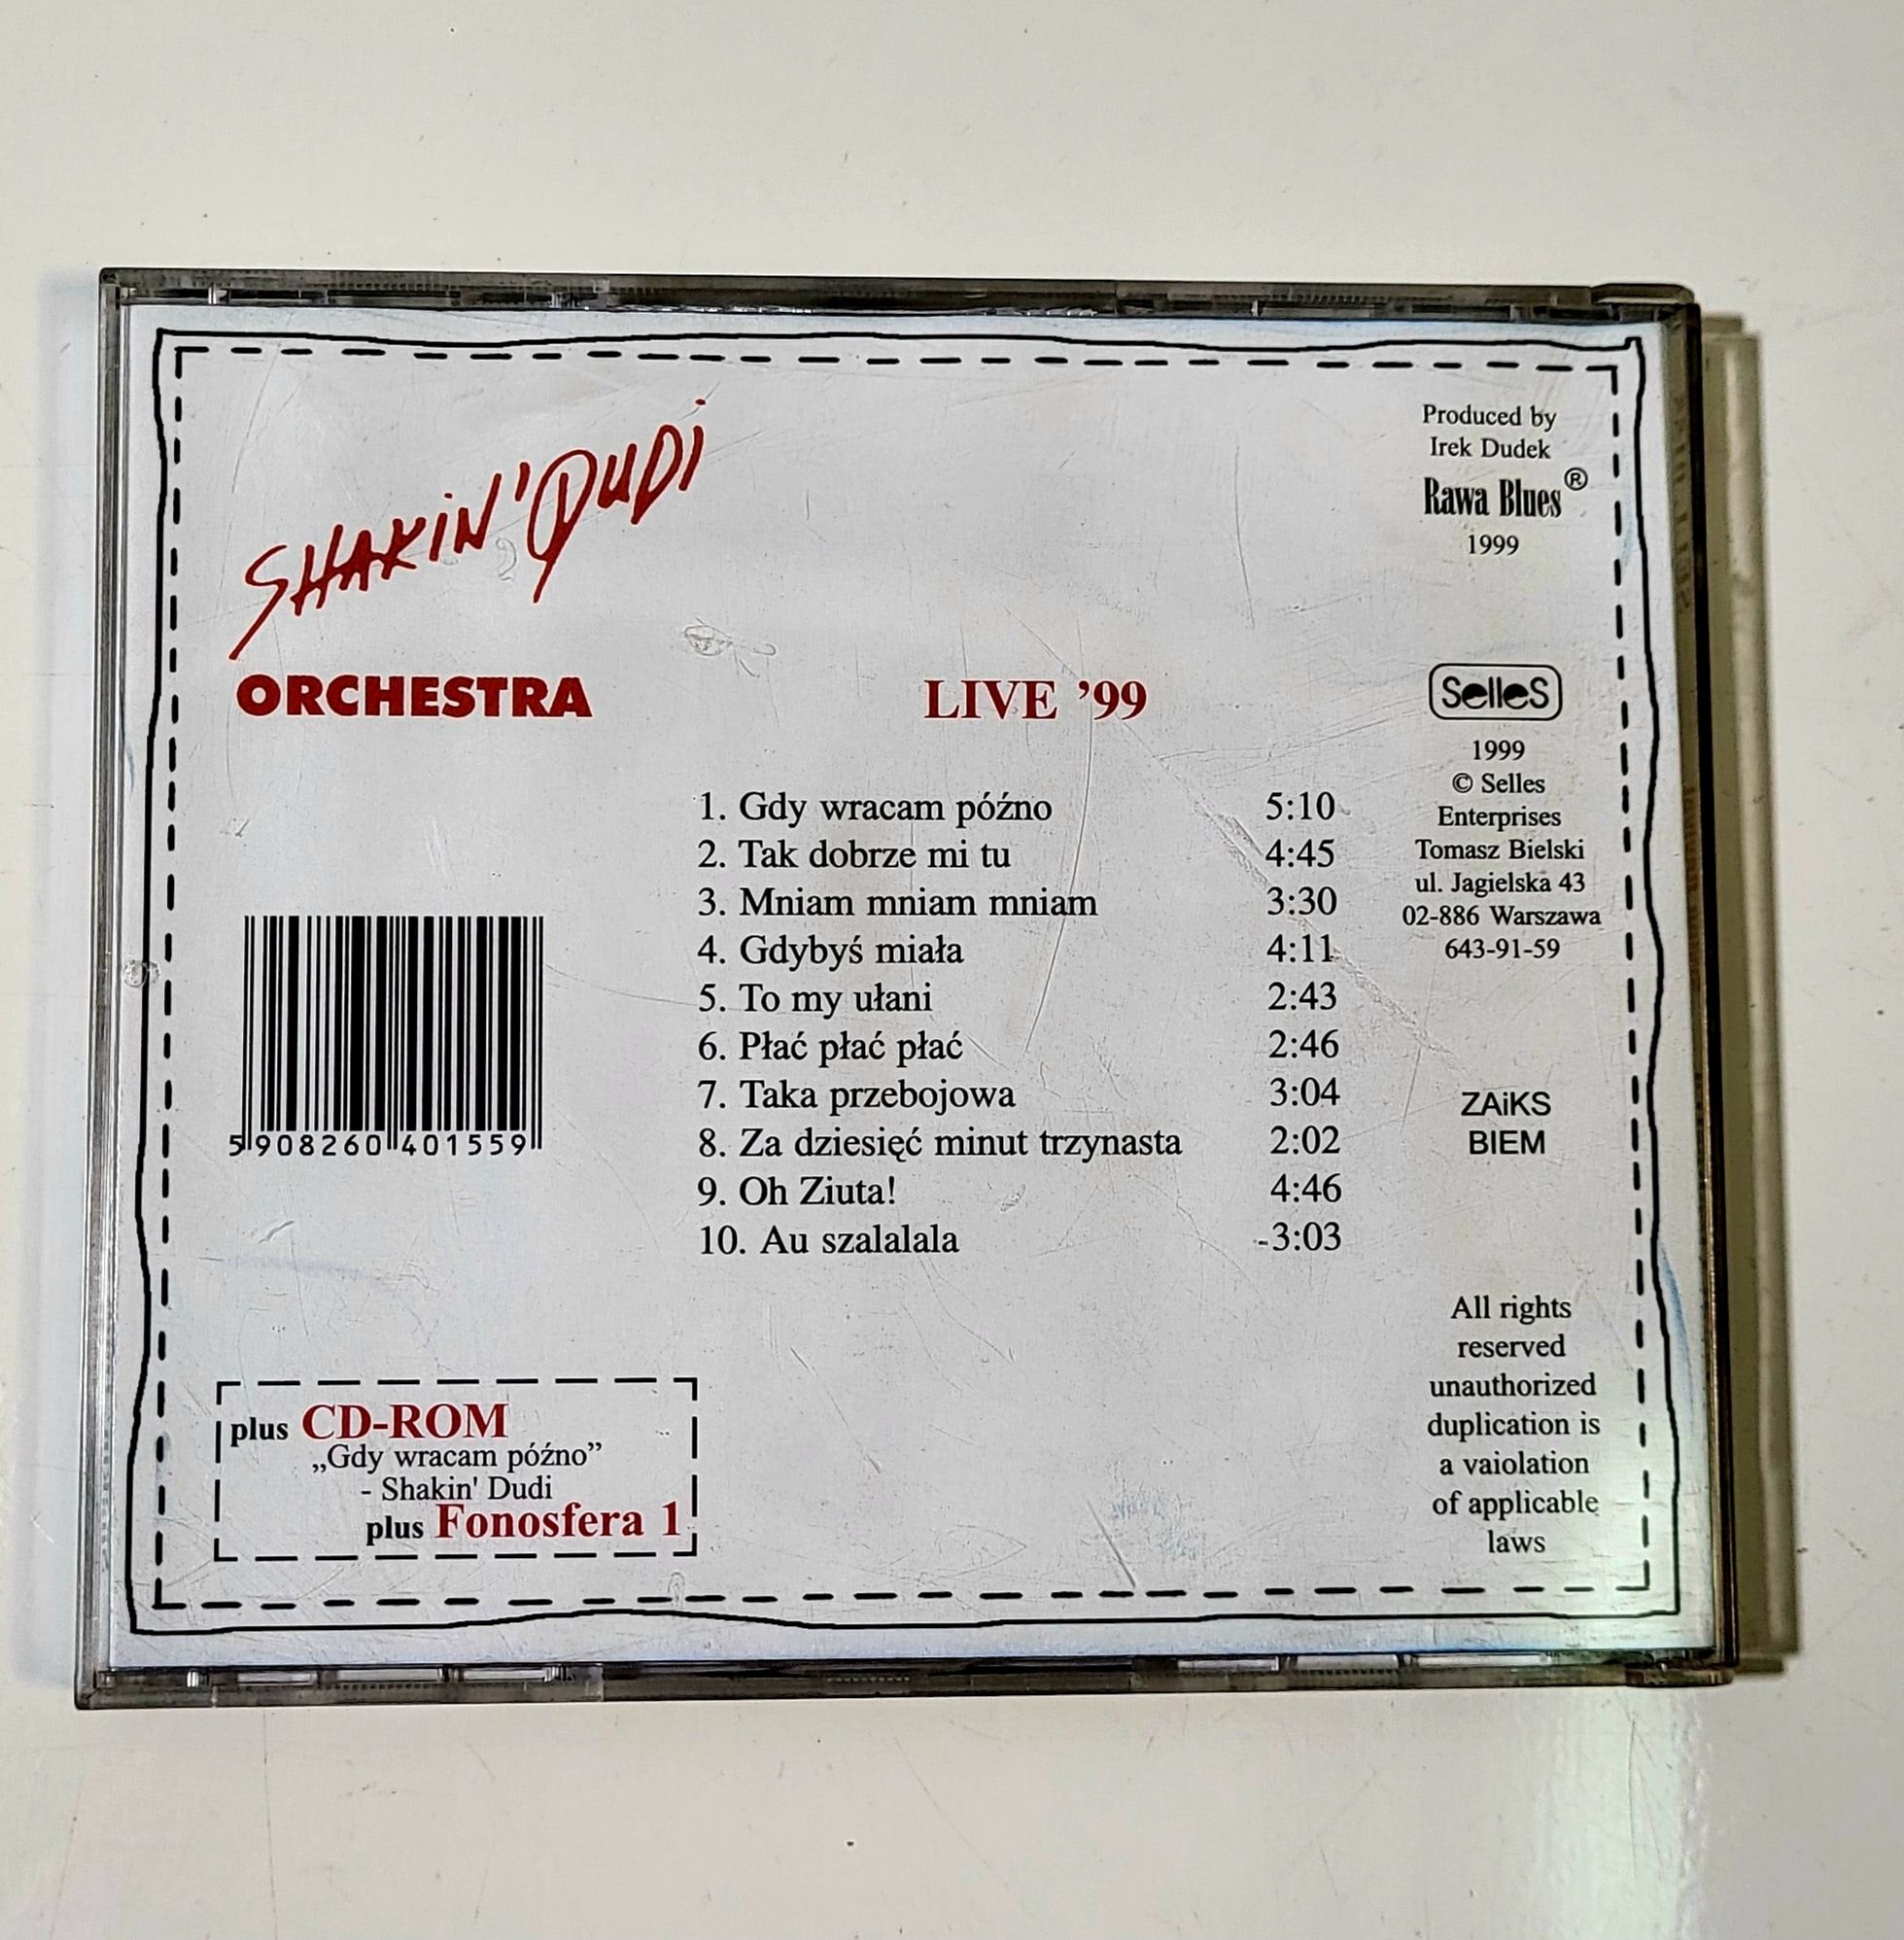 SHAKIN' DUDI
ORCHESTRA
LIVE ’99
1. Gdy wracam późno 5:10
2. Tak dobrze mi tu 4:45
3. Mniam mniam mniam 3:30
4. Gdybyś miała 4:11
5. To my ułani 2:43
6. Płać płać płać 2:46
7. Taka przebojowa 3:04
8. Za dziesięć minut trzynasta 2:02
9. Oh Ziuta! 4:46
10. Au szalalala -3:03
5 908260 401559
plus CD-ROM
„Gdy wracam późno”
- Shakin' Dudi
plus Fonosfera 1
Produced by
Irek Dudek
Rawa Blues ®
1999
SelleS
1999
© Selles
Enterprises
Tomasz Bielski
ul. Jagielska 43
02-886 Warszawa
643-91-59
ZAiKS
BIEM
All rights
reserved
unauthorized
duplication is
a vaiolation
of applicable
laws